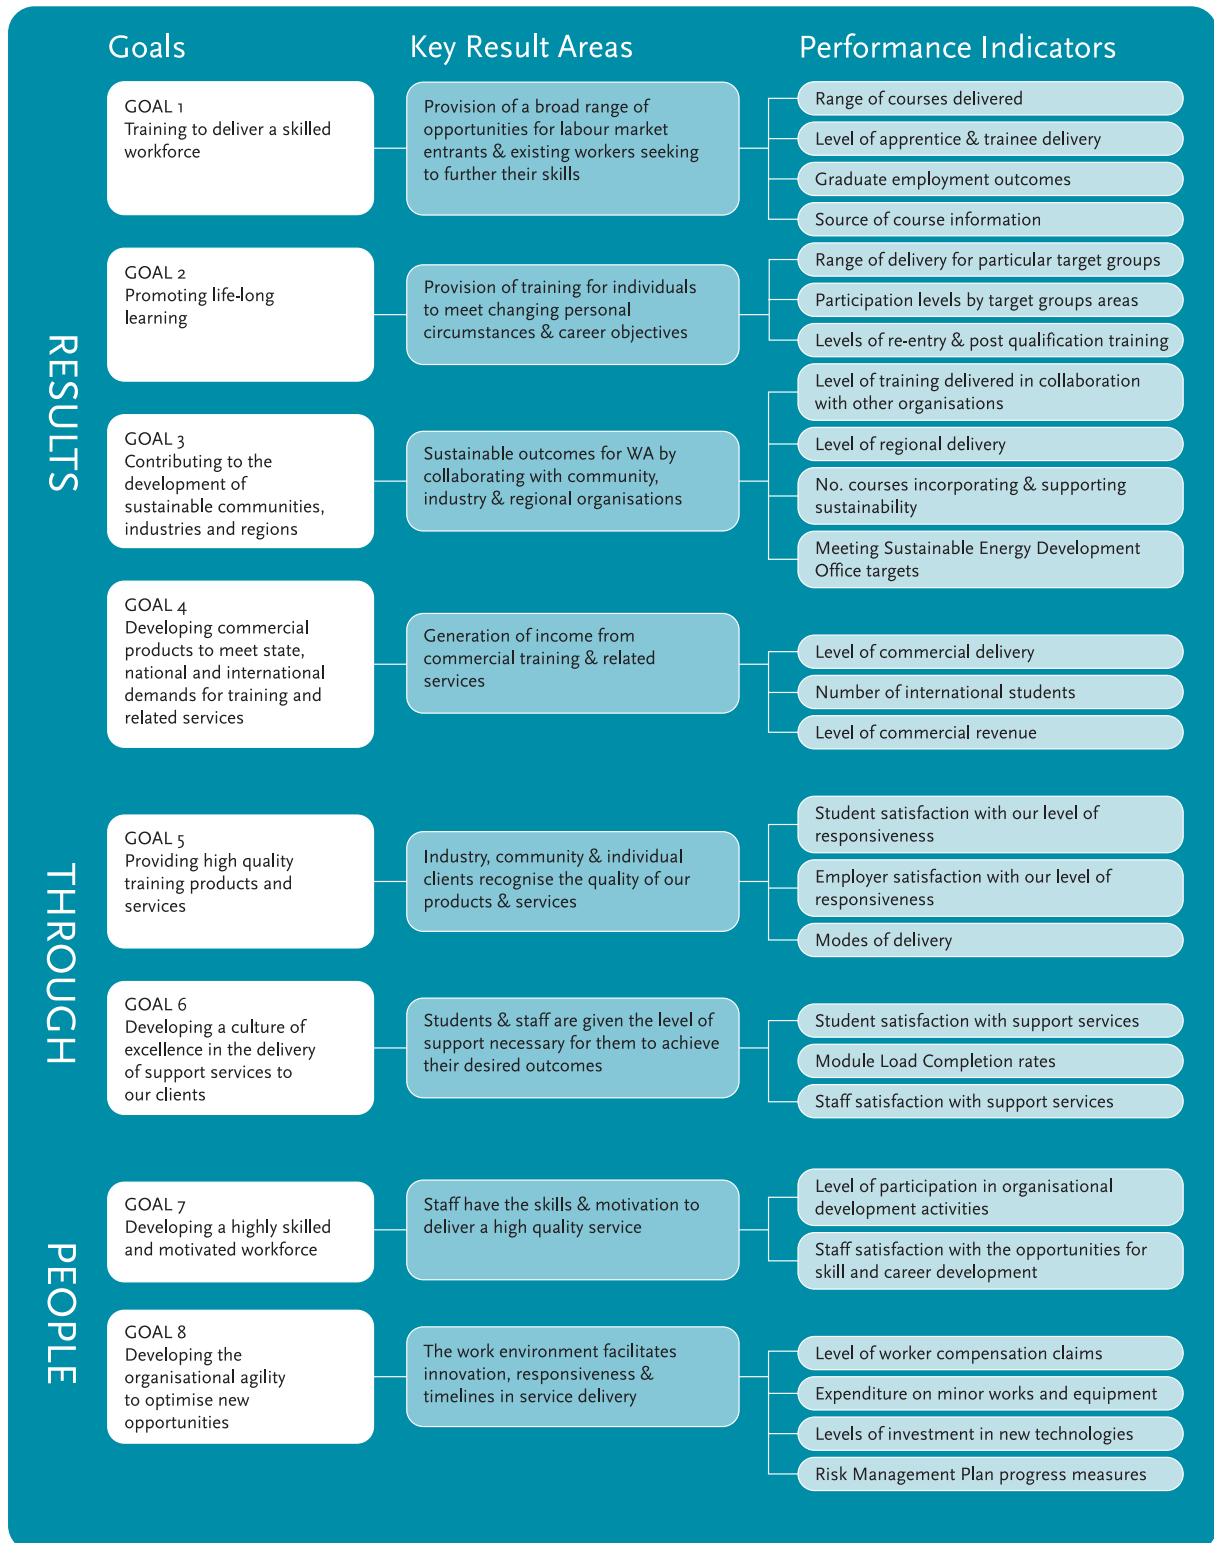 Goals
Key Result Areas
Performance Indicators
RESULTS
GOAL 1
Training to deliver a skilled
workforce
Provision of a broad range of
opportunities for labour market
entrants & existing workers seeking
to further their skills
Range of courses delivered
Level of apprentice & trainee delivery
Graduate employment outcomes
Source of course information
GOAL 2
Promoting life-long
learning
Provision of training for individuals
to meet changing personal
circumstances & career objectives
Range of delivery for particular target groups
Participation levels by target groups areas
Levels of re-entry & post qualification training
GOAL 3
Contributing to the
development of
sustainable communities,
industries and regions
Sustainable outcomes for WA by
collaborating with community,
industry & regional organisations
Level of training delivered in collaboration
with other organisations
Level of regional delivery
No. courses incorporating & supporting
sustainability
Meeting Sustainable Energy Development
Office targets
GOAL 4
Developing commercial
products to meet state,
national and international
demands for training and
related services
Generation of income from
commercial training & related
services
Level of commercial delivery
Number of international students
Level of commercial revenue
THROUGH
GOAL 5
Providing high quality
training products and
services
Industry, community & individual
clients recognise the quality of our
products & services
Student satisfaction with our level of
responsiveness
Employer satisfaction with our level of
responsiveness
Modes of delivery
GOAL 6
Developing a culture of
excellence in the delivery
of support services to
our clients
Students & staff are given the level of
support necessary for them to achieve
their desired outcomes
Student satisfaction with support services
Module Load Completion rates
Staff satisfaction with support services
PEOPLE
GOAL 7
Developing a highly skilled
and motivated workforce
Staff have the skills & motivation to
deliver a high quality service
Level of participation in organisational
development activities
Staff satisfaction with the opportunities for
skill and career development
GOAL 8
Developing the
organisational agility
to optimise new
opportunities
The work environment facilitates
innovation, responsiveness &
timelines in service delivery
Level of worker compensation claims
Expenditure on minor works and equipment
Levels of investment in new technologies
Risk Management Plan progress measures